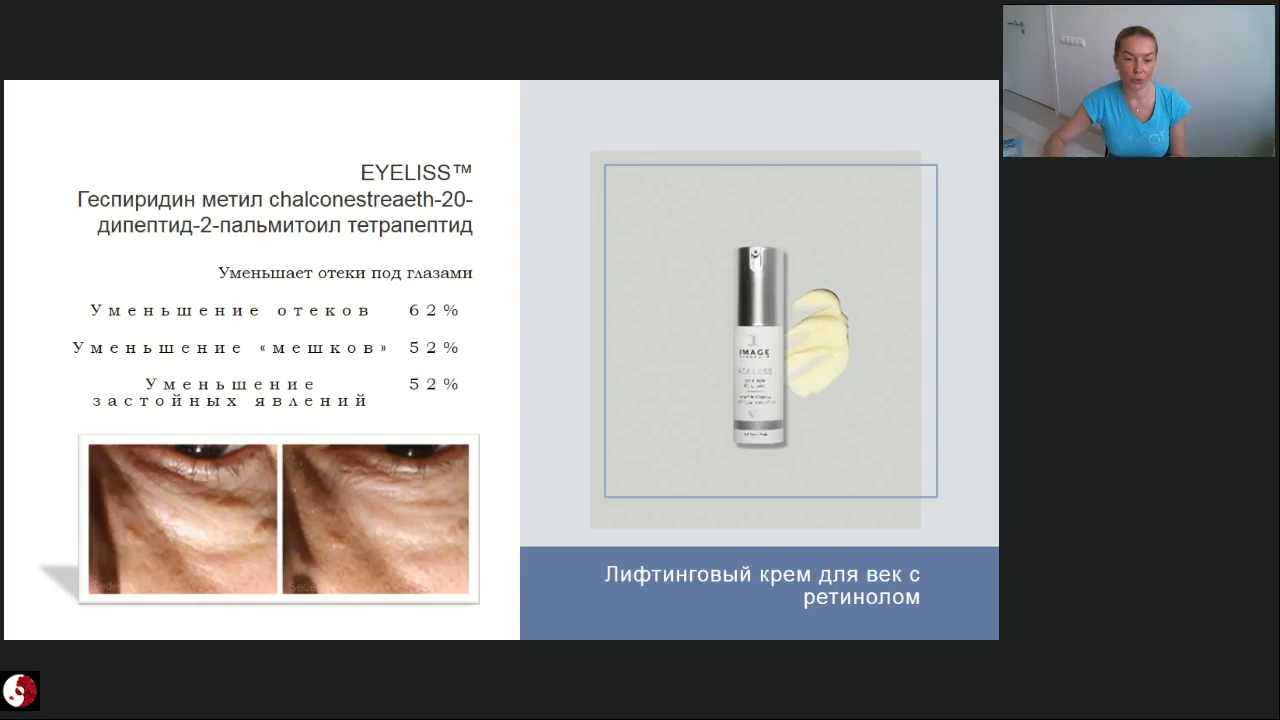 EYELISS™
Геспиридин метил chalconestreaeth-20-
дипептид-2-пальмитоил тетрапептид
Уменьшает отеки под глазами
Уменьшение отеков 62%
Уменьшение «мешков» 52%
Уменьшение 52%
застойных явлений
IMAGE
Лифтинговый крем для век с
ретинолом